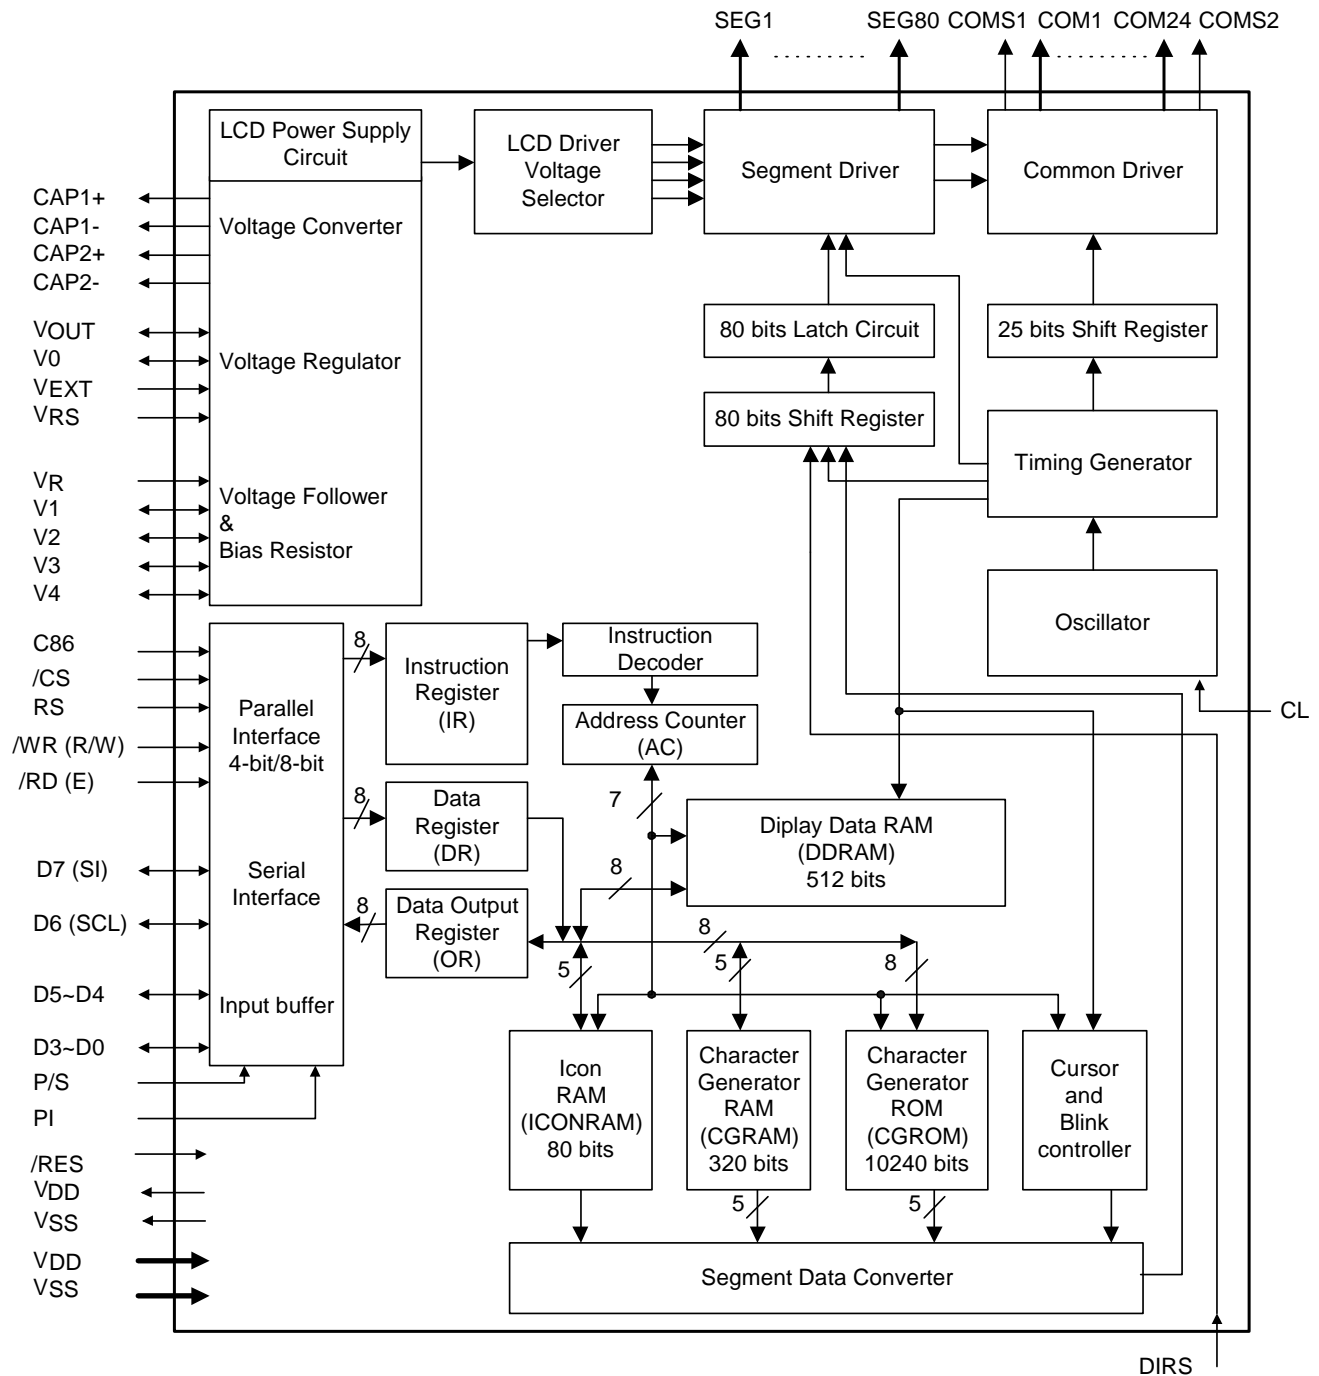 SEG1 SEG80 COMS1 COM1 COM24 COMS2
LCD Power Supply
Circuit
LCD Driver
Voltage
Selector
Segment Driver
Common Driver
CAP1+
CAP1-
CAP2+
CAP2-
Voltage Converter
VOUT
V0
VEXT
VRS
Voltage Regulator
80 bits Latch Circuit
25 bits Shift Register
80 bits Shift Register
Timing Generator
VR
V1
V2
V3
V4
Voltage Follower
&
Bias Resistor
Oscillator
CL
C86
/CS
RS
/WR (R/W)
/RD (E)
D7 (SI)
D6 (SCL)
D5~D4
D3~D0
P/S
PI
/RES
VDD
VSS
VDD
VSS
Parallel
Interface
4-bit/8-bit
Serial
Interface
Input buffer
8
Instruction
Register
(IR)
Instruction
Decoder
Address Counter
(AC)
8
Data
Register
(DR)
7
Diplay Data RAM
(DDRAM)
512 bits
8
8
Data Output
Register
(OR)
8
5
5
8
Icon
RAM
(ICONRAM)
80 bits
Character
Generator
RAM
(CGRAM)
320 bits
Character
Generator
ROM
(CGROM)
10240 bits
Cursor
and
Blink
controller
5
5
Segment Data Converter
DIRS